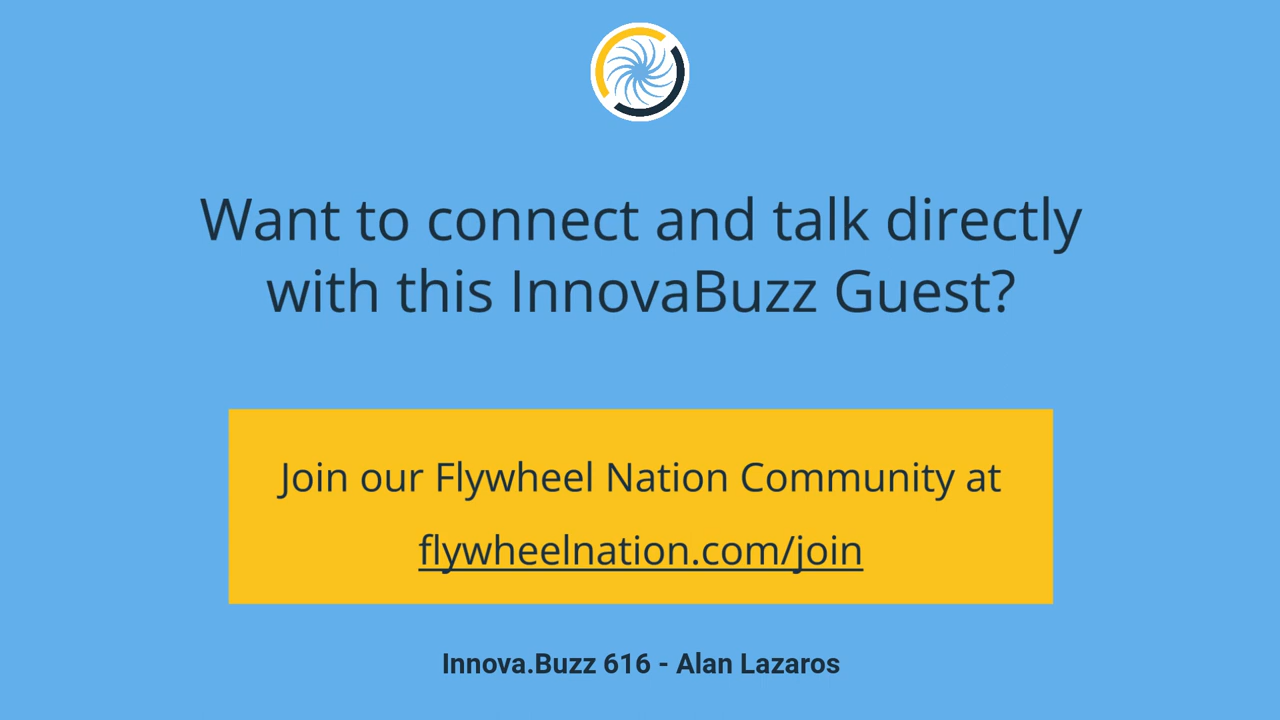 Want to connect and talk directly
with this InnovaBuzz Guest?
Join our Flywheel Nation Community at
flywheelnation.com/join
Innova.Buzz 616 - Alan Lazaros